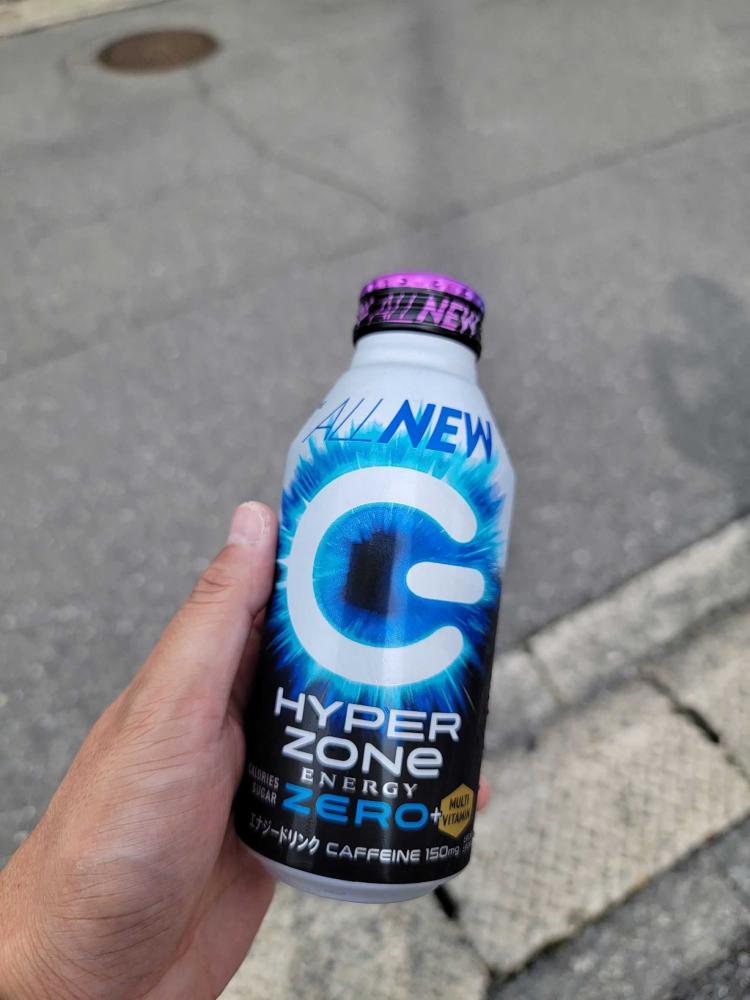 ALL NEW
ALL NEW
HYPER
ZONe
ENERGY
CALORIES
SUGAR
ZERO+
MULTI
VITAMIN
エナジードリンク CAFFEINE 150mg